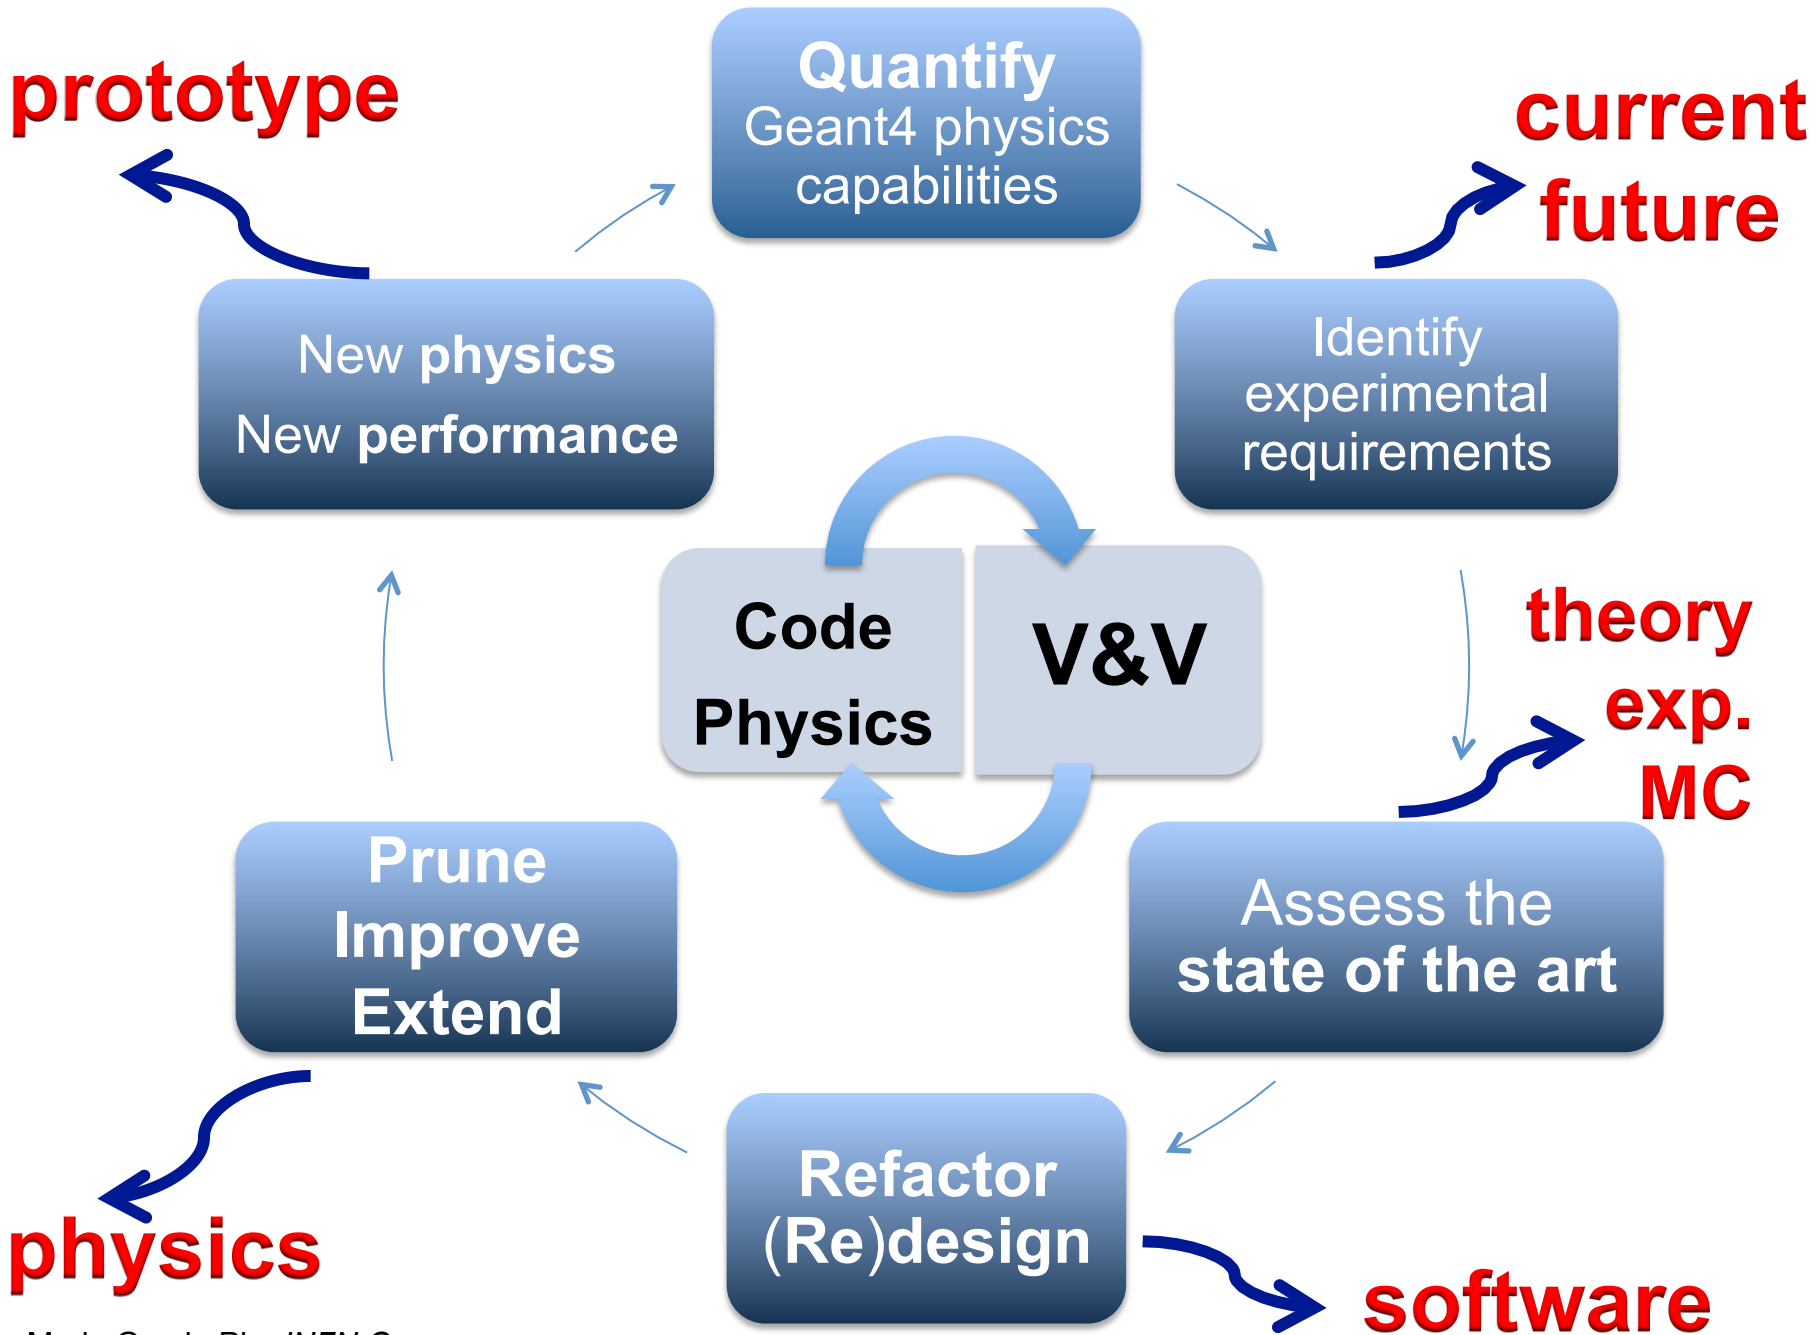 prototype
Quantify
Geant4 physics
capabilities
current
future
New physics
New performance
Identify
experimental
requirements
Code
Physics
V&V
theory
exp.
MC
Prune
Improve
Extend
Assess the
state of the art
Refactor
(Re)design
physics
software